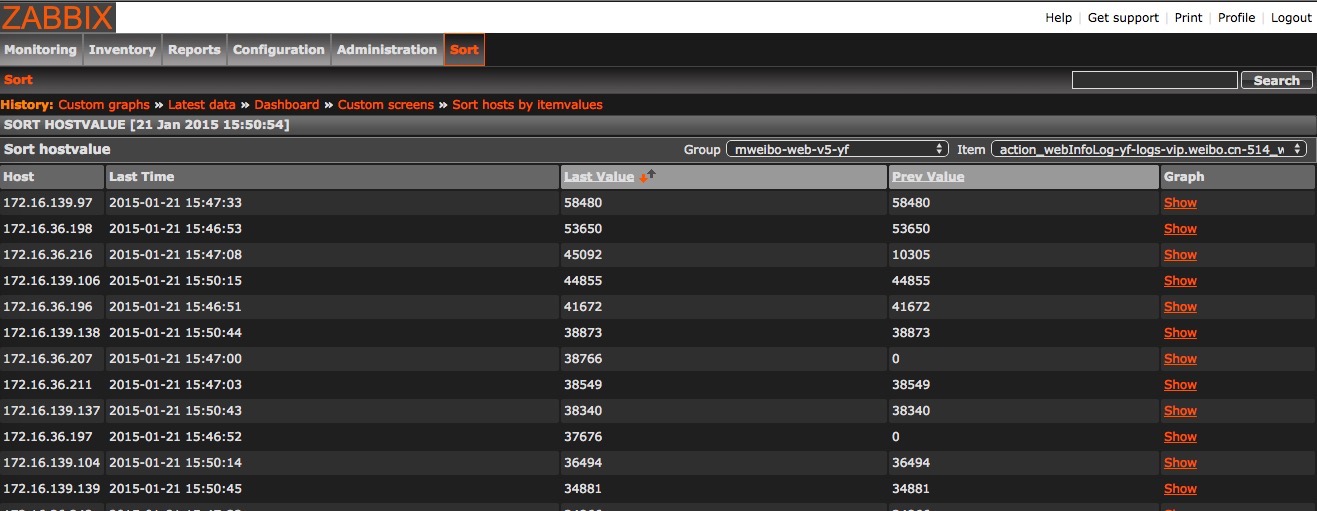 ZABBIX
Help | Get support | Print | Profile | Logout
Monitoring Inventory Reports Configuration Administration Sort
Sort Search
History: Custom graphs » Latest data » Dashboard » Custom screens » Sort hosts by itemvalues
SORT HOSTVALUE [21 Jan 2015 15:50:54]
Sort hostvalue Group mweibo-web-v5-yf Item action_webInfoLog-yf-logs-vip.weibo.cn-514_w
Host Last Time Last Value Prev Value Graph
172.16.139.97 2015-01-21 15:47:33 58480 58480 Show
172.16.36.198 2015-01-21 15:46:53 53650 53650 Show
172.16.36.216 2015-01-21 15:47:08 45092 10305 Show
172.16.139.106 2015-01-21 15:50:15 44855 44855 Show
172.16.36.196 2015-01-21 15:46:51 41672 41672 Show
172.16.139.138 2015-01-21 15:50:44 38873 38873 Show
172.16.36.207 2015-01-21 15:47:00 38766 0 Show
172.16.36.211 2015-01-21 15:47:03 38549 38549 Show
172.16.139.137 2015-01-21 15:50:43 38340 38340 Show
172.16.36.197 2015-01-21 15:46:52 37676 0 Show
172.16.139.104 2015-01-21 15:50:14 36494 36494 Show
172.16.139.139 2015-01-21 15:50:45 34881 34881 Show